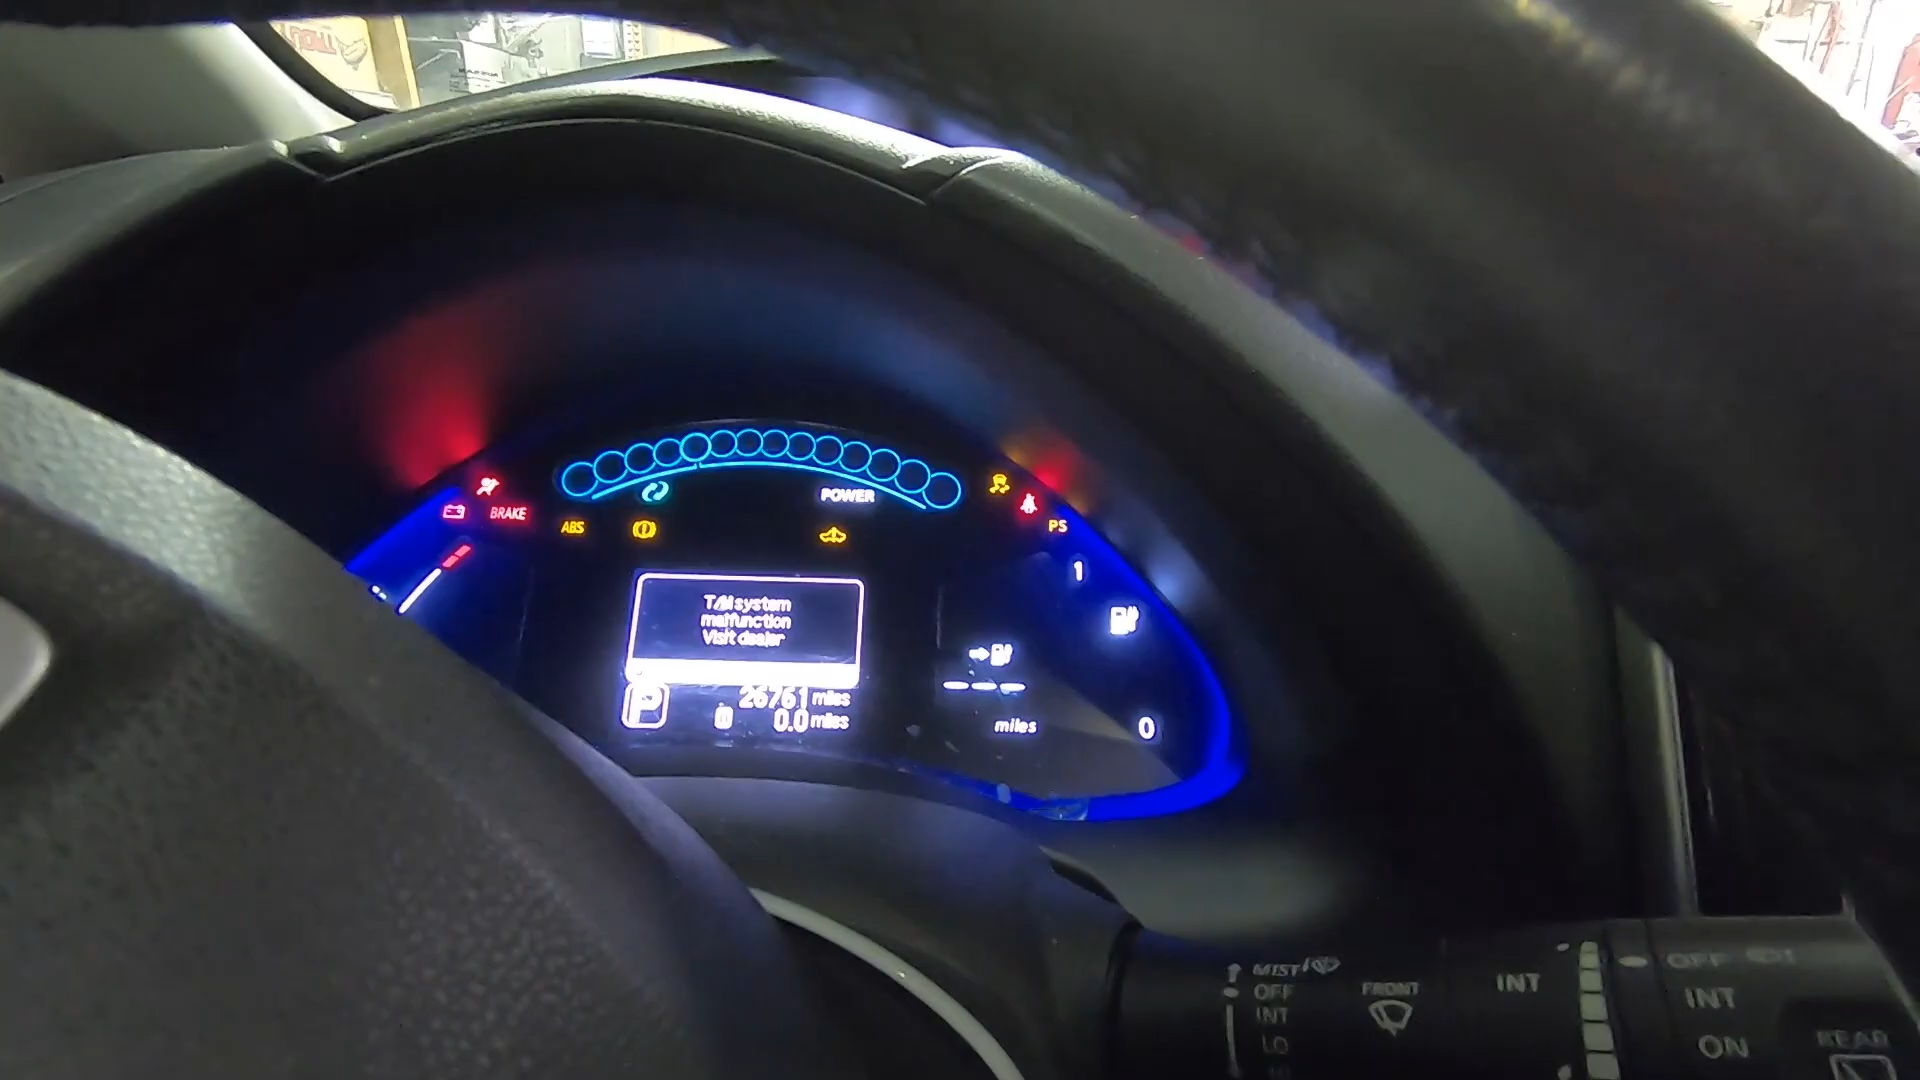 POWER
BRAKE
ABS
PS
1
T/M system
malfunction
Visit dealer
P
26761 miles
0.0 miles
miles
0
MIST
OFF
INT
LO
FRONT
INT
OFF
INT
ON
REAR